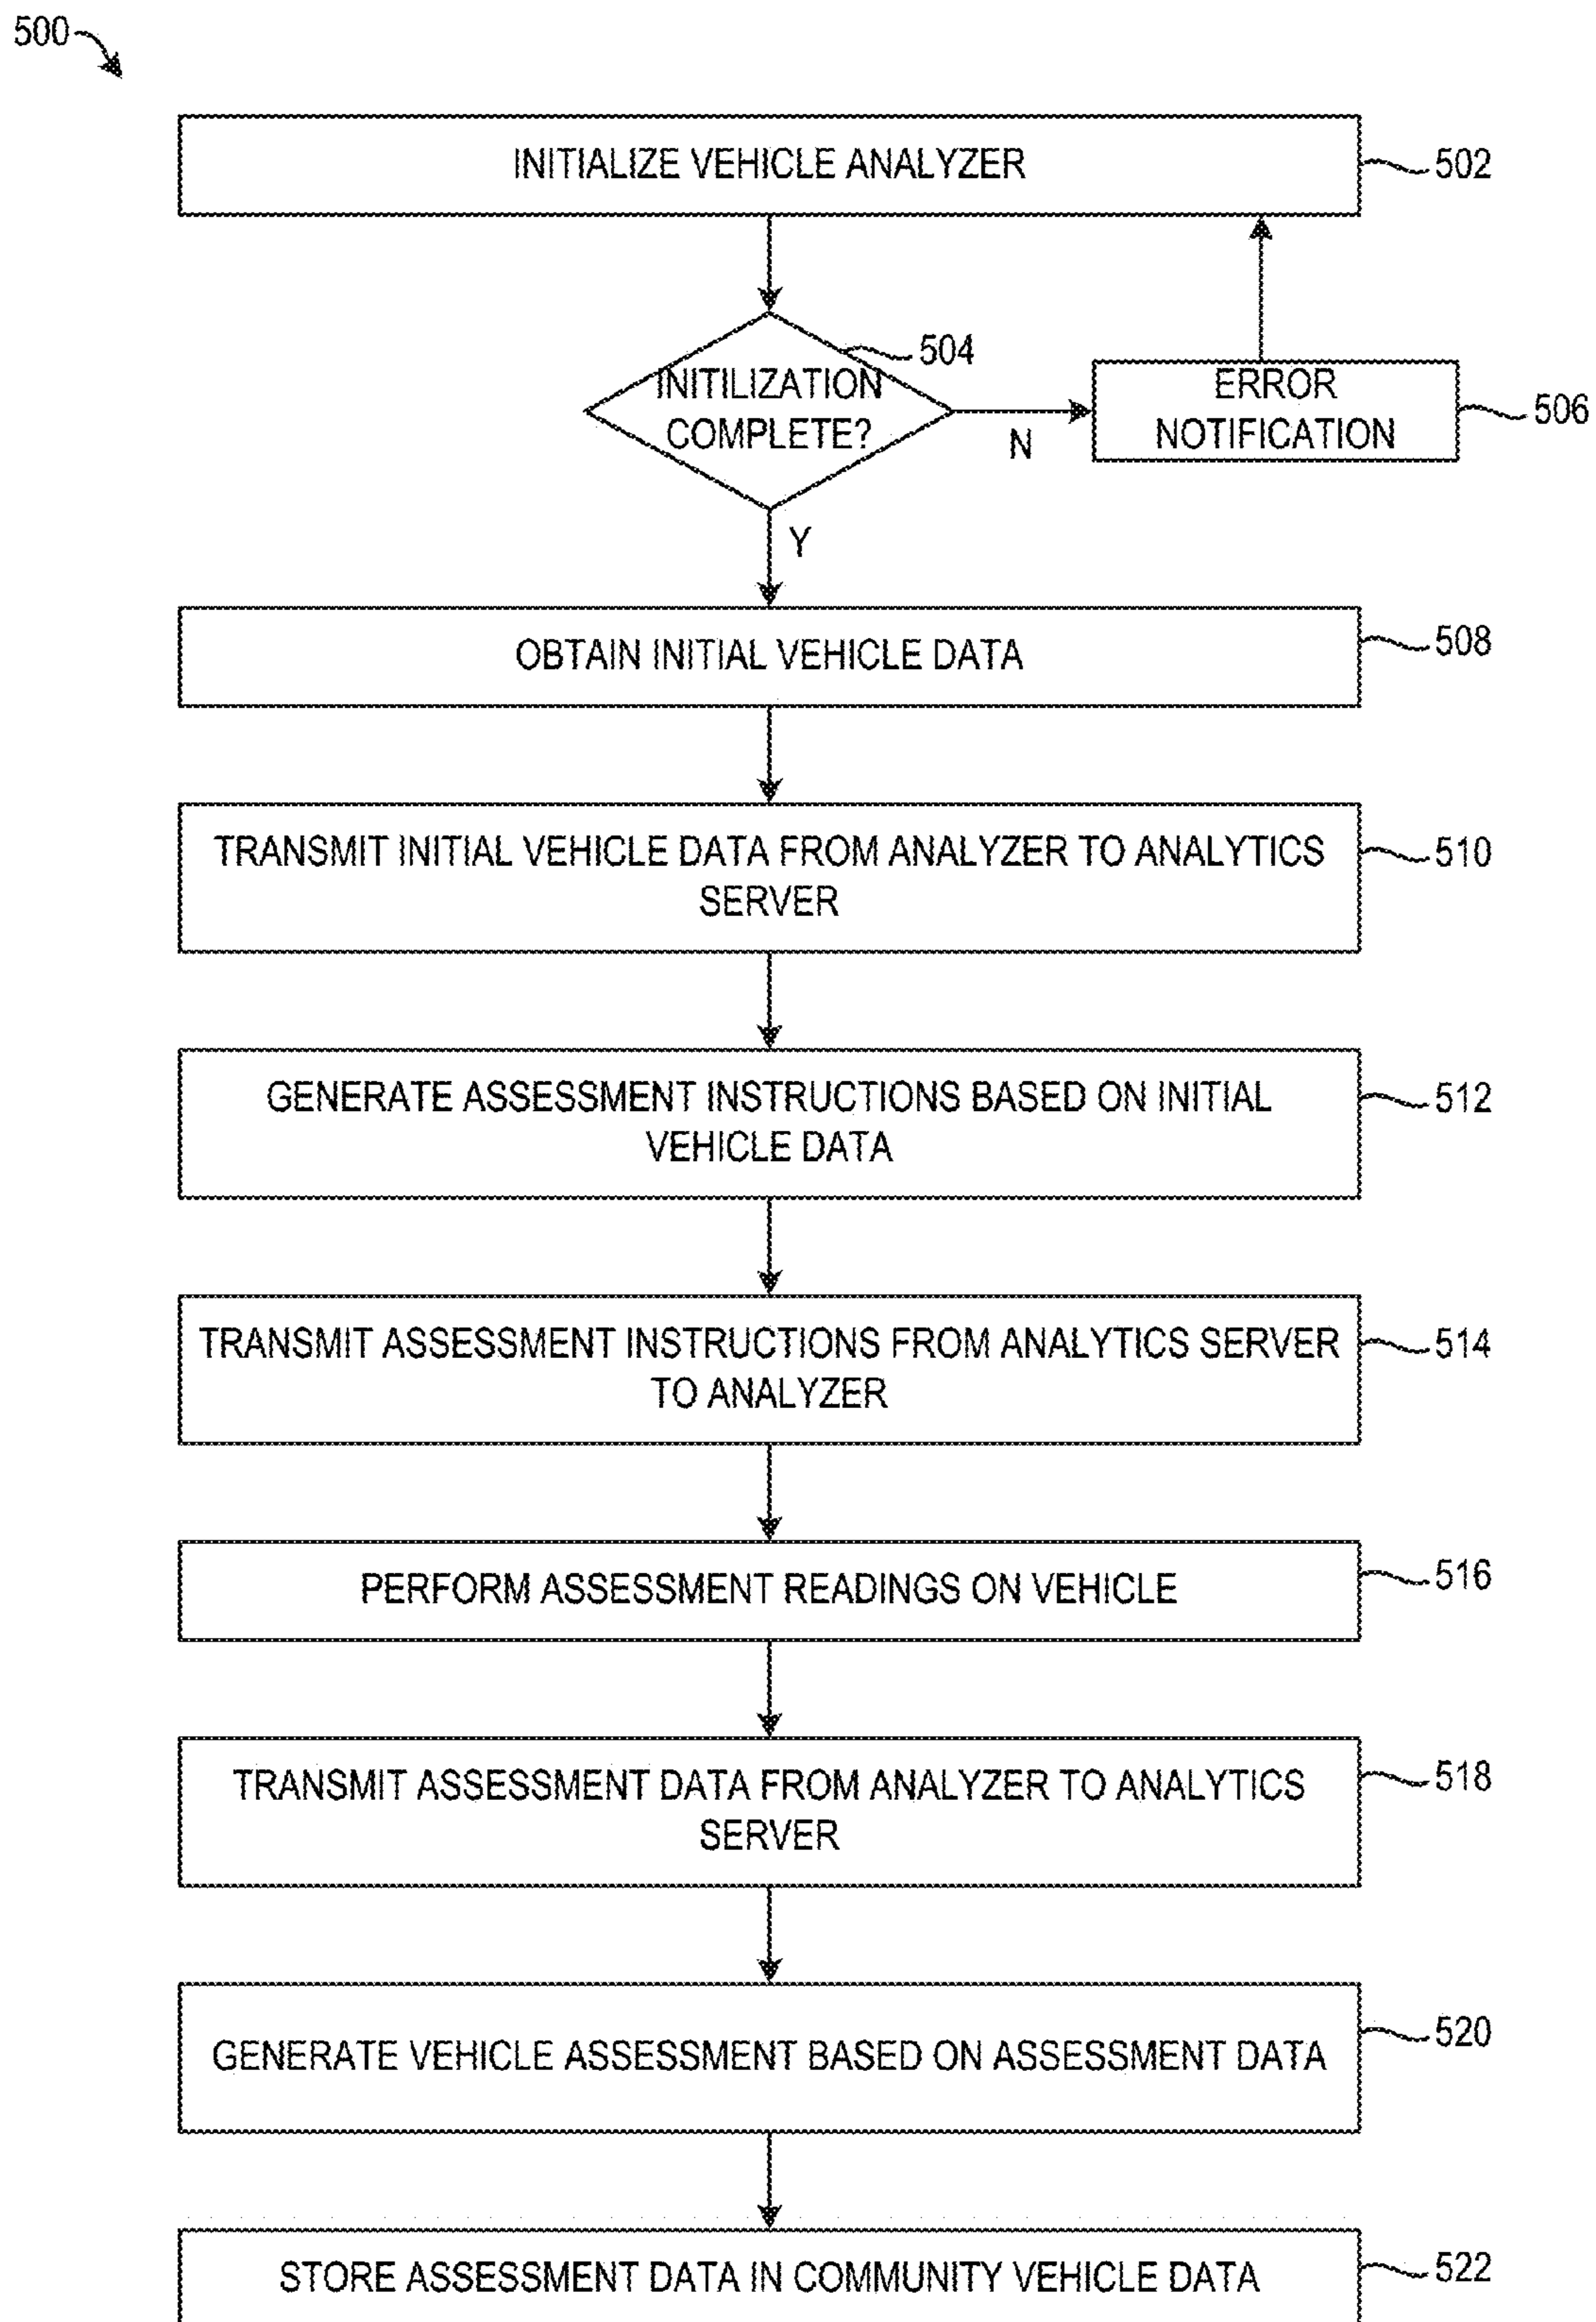 500
INITIALIZE VEHICLE ANALYZER
502
504
INITILIZATION
COMPLETE?
N
ERROR
NOTIFICATION
506
Y
OBTAIN INITIAL VEHICLE DATA
508
TRANSMIT INITIAL VEHICLE DATA FROM ANALYZER TO ANALYTICS
SERVER
510
GENERATE ASSESSMENT INSTRUCTIONS BASED ON INITIAL
VEHICLE DATA
512
TRANSMIT ASSESSMENT INSTRUCTIONS FROM ANALYTICS SERVER
TO ANALYZER
514
PERFORM ASSESSMENT READINGS ON VEHICLE
516
TRANSMIT ASSESSMENT DATA FROM ANALYZER TO ANALYTICS
SERVER
518
GENERATE VEHICLE ASSESSMENT BASED ON ASSESSMENT DATA
520
STORE ASSESSMENT DATA IN COMMUNITY VEHICLE DATA
522